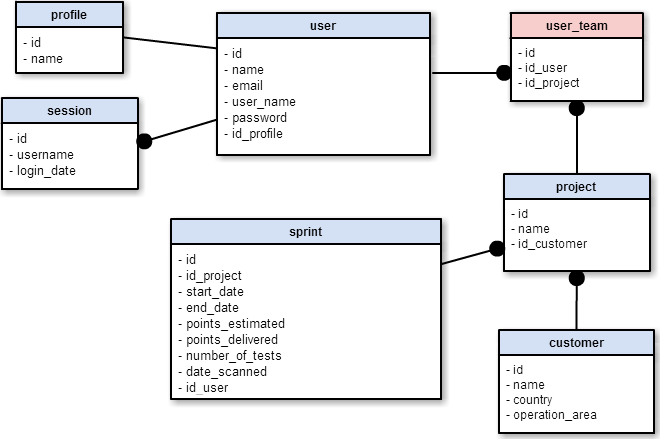 profile
- id
- name
user
- id
- name
- email
- user_name
- password
- id_profile
user_team
- id
- id_user
- id_project
session
- id
- username
- login_date
project
- id
- name
- id_customer
sprint
- id
- id_project
- start_date
- end_date
- points_estimated
- points_delivered
- number_of_tests
- date_scanned
- id_user
customer
- id
- name
- country
- operation_area